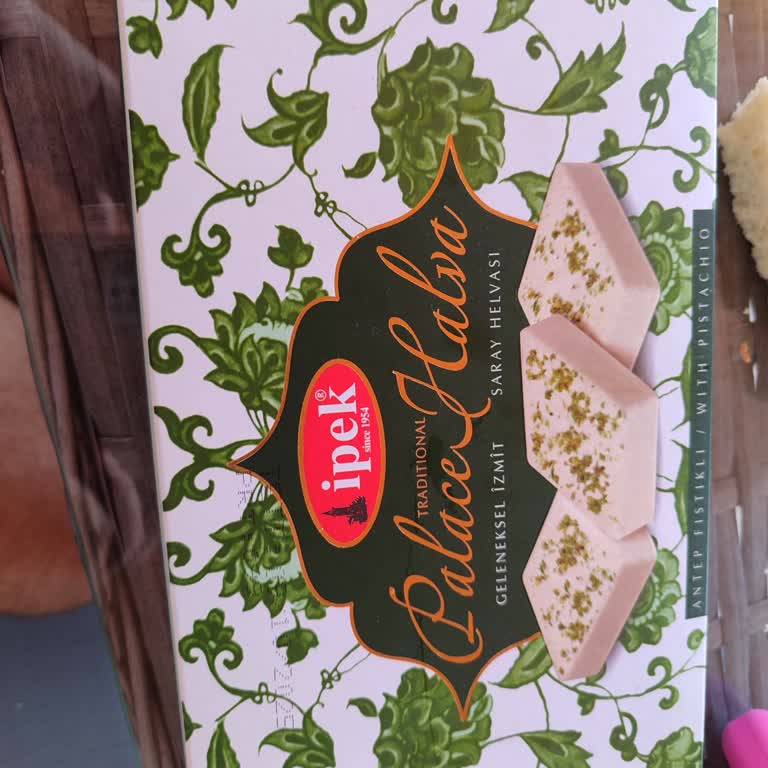 ipek®
since 1954
TRADITIONAL
Palace Halva
GELENEKSEL İZMİT SARAY HELVASI
ANTEP FISTIKLI / WITH PISTACHIO